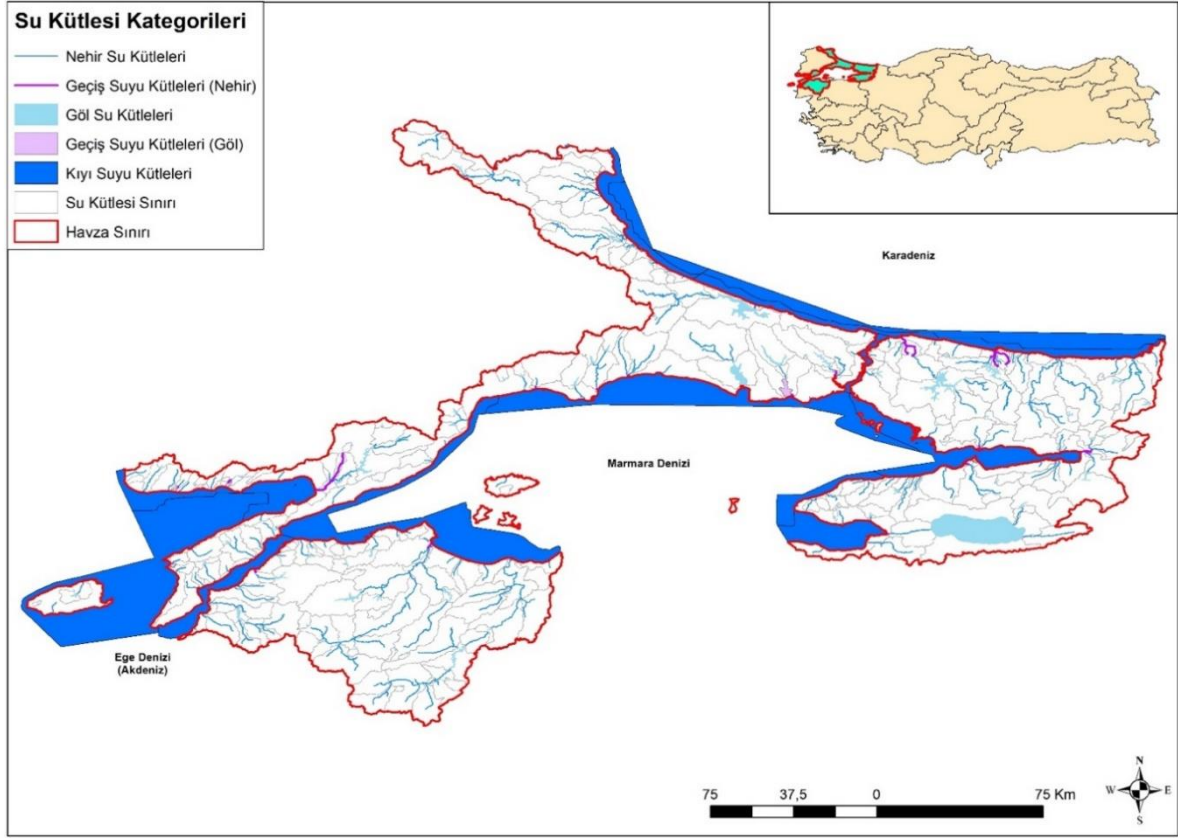 Su Kütlesi Kategorileri
Nehir Su Kütleleri
Geçiş Suyu Kütleleri (Nehir)
Göl Su Kütleleri
Geçiş Suyu Kütleleri (Göl)
Kıyı Suyu Kütleleri
Su Kütlesi Sınırı
Havza Sınırı
Karadeniz
Marmara Denizi
Ege Denizi
(Akdeniz)
75 37,5 0 75 Km
N
W E
S